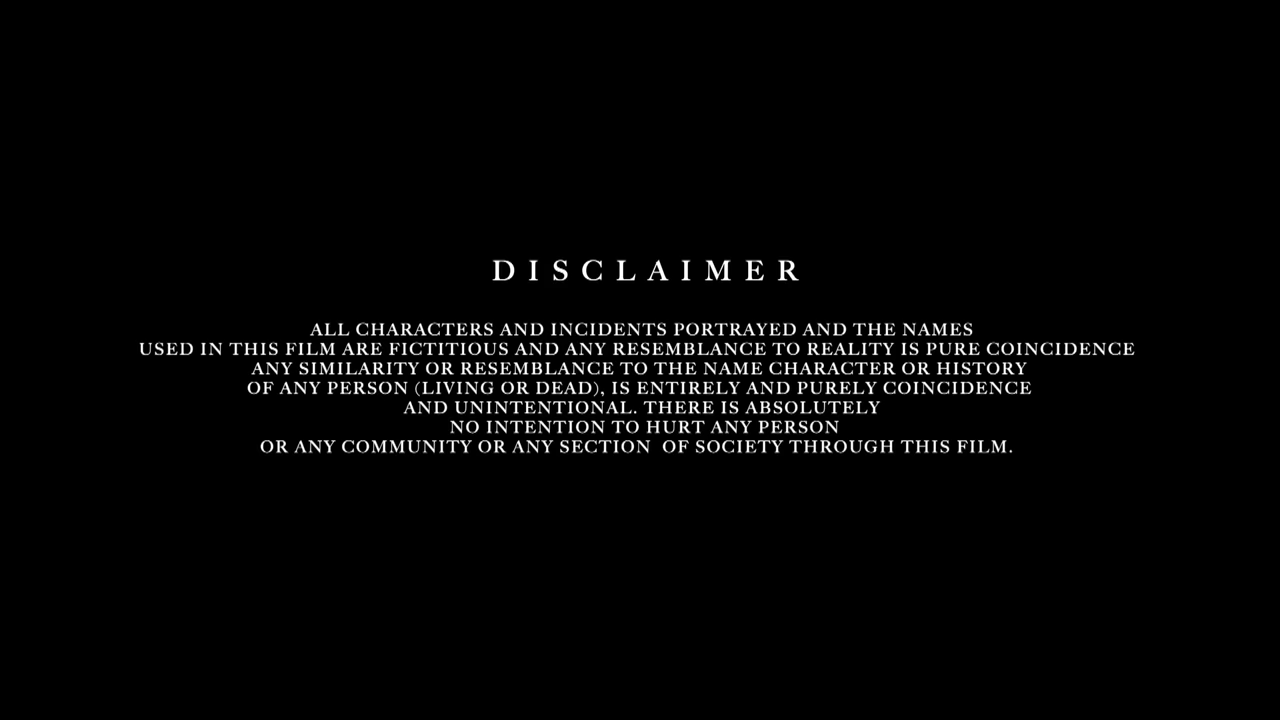 DISCLAIMER
ALL CHARACTERS AND INCIDENTS PORTRAYED AND THE NAMES
USED IN THIS FILM ARE FICTITIOUS AND ANY RESEMBLANCE TO REALITY IS PURE COINCIDENCE
ANY SIMILARITY OR RESEMBLANCE TO THE NAME CHARACTER OR HISTORY
OF ANY PERSON (LIVING OR DEAD), IS ENTIRELY AND PURELY COINCIDENCE
AND UNINTENTIONAL. THERE IS ABSOLUTELY
NO INTENTION TO HURT ANY PERSON
OR ANY COMMUNITY OR ANY SECTION  OF SOCIETY THROUGH THIS FILM.